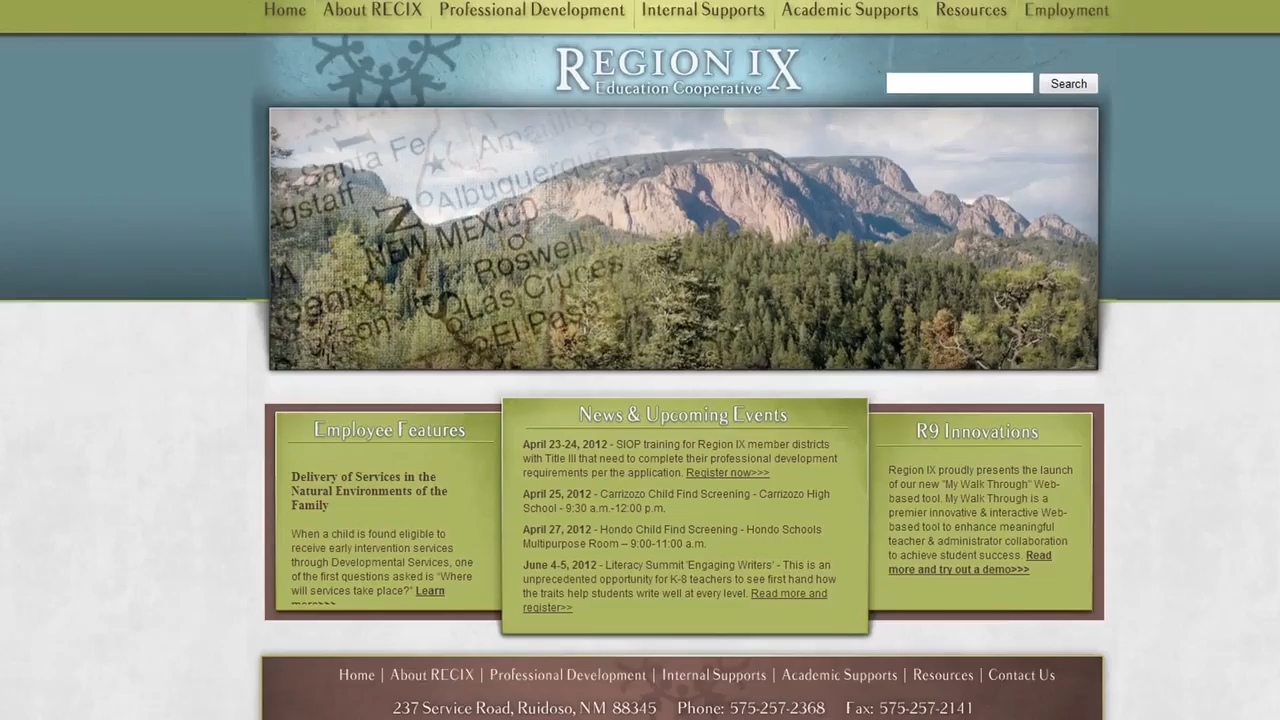 Home About RECIX Professional Development Internal Supports Academic Supports Resources Employment
REGION IX
Education Cooperative
Search
Amarillo
Santa Fe
Albuquerque
agstaff
NEW MEXICO
Roswell
Las Cruces
El Paso
Employee Features
Delivery of Services in the
Natural Environments of the
Family
When a child is found eligible to
receive early intervention services
through Developmental Services, one
of the first questions asked is “Where
will services take place?” Learn
more>>>
News & Upcoming Events
April 23-24, 2012 - SIOP training for Region IX member districts
with Title III that need to complete their professional development
requirements per the application. Register now>>>
April 25, 2012 - Carrizozo Child Find Screening - Carrizozo High
School - 9:30 a.m.-12:00 p.m.
April 27, 2012 - Hondo Child Find Screening - Hondo Schools
Multipurpose Room – 9:00-11:00 a.m.
June 4-5, 2012 - Literacy Summit 'Engaging Writers' - This is an
unprecedented opportunity for K-8 teachers to see first hand how
the traits help students write well at every level. Read more and
register>>
R9 Innovations
Region IX proudly presents the launch
of our new "My Walk Through" Web-
based tool. My Walk Through is a
premier innovative & interactive Web-
based tool to enhance meaningful
teacher & administrator collaboration
to achieve student success. Read
more and try out a demo>>>
Home | About RECIX | Professional Development | Internal Supports | Academic Supports | Resources | Contact Us
237 Service Road, Ruidoso, NM 88345 Phone: 575-257-2368 Fax: 575-257-2141